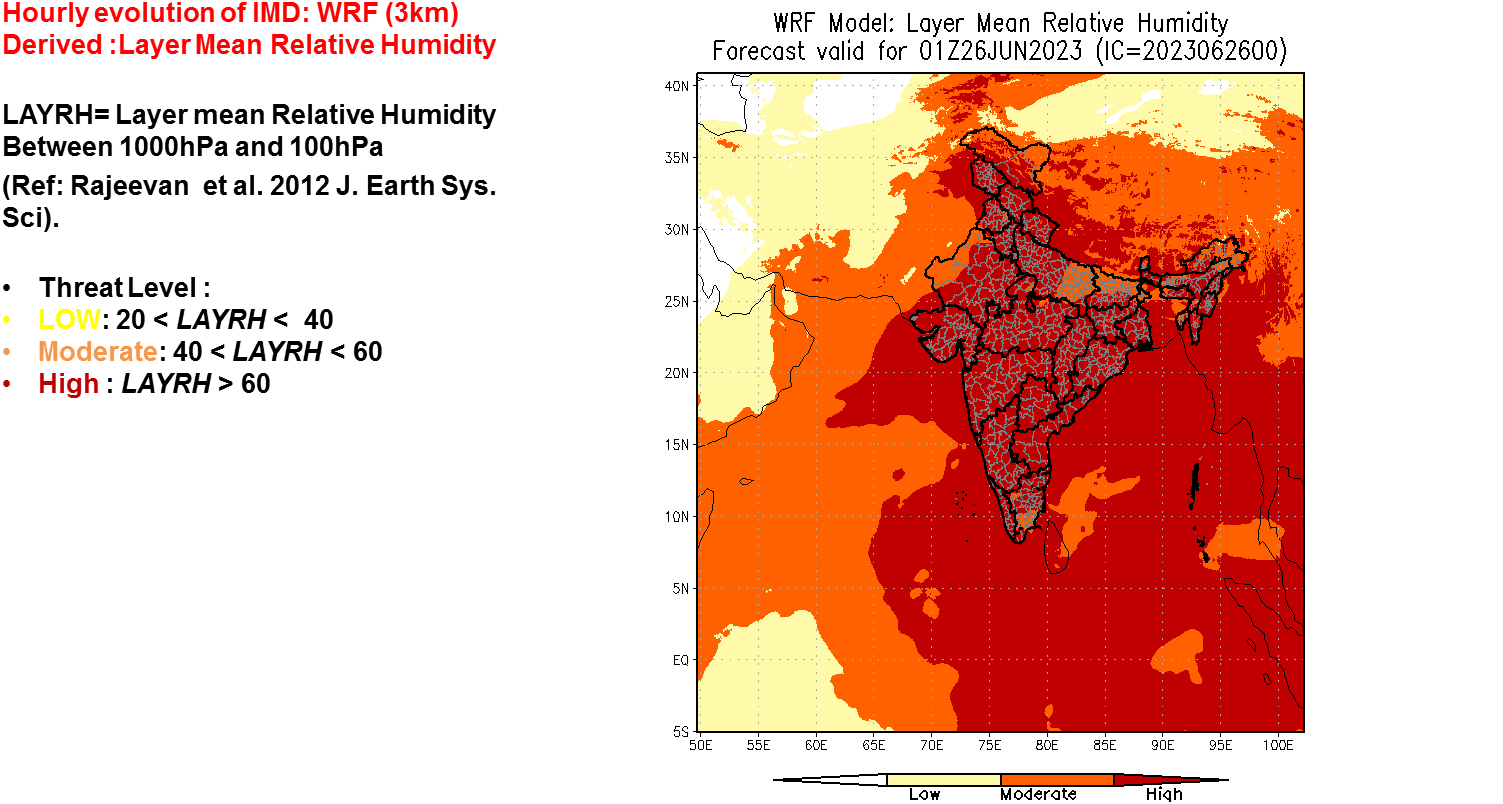 Hourly evolution of IMD: WRF (3km)
Derived :Layer Mean Relative Humidity
LAYRH= Layer mean Relative Humidity
Between 1000hPa and 100hPa
(Ref: Rajeevan et al. 2012 J. Earth Sys.
Sci).
• Threat Level :
• LOW: 20 < LAYRH < 40
• Moderate: 40 < LAYRH < 60
• High : LAYRH > 60
WRF Model: Layer Mean Relative Humidity
Forecast valid for 01Z26JUN2023 (IC=2023062600)
40N
35N
30N
25N
20N
15N
10N
5N
EQ
5S
50E 55E 60E 65E 70E 75E 80E 85E 90E 95E 100E
Low Moderate High